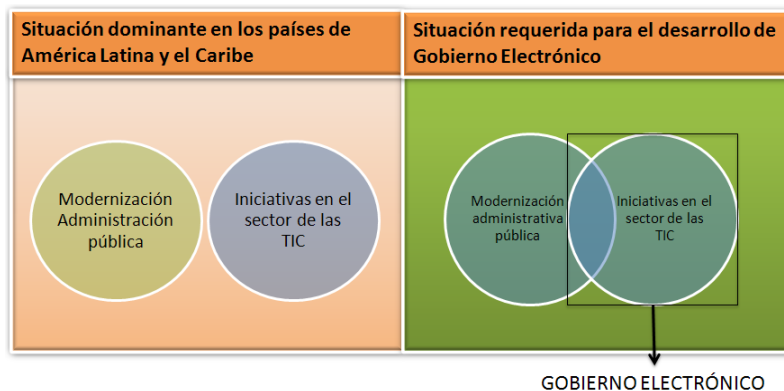 Situación dominante en los países de
América Latina y el Caribe
Situación requerida para el desarrollo de
Gobierno Electrónico
Modernización
Administración
pública
Iniciativas en el
sector de las
TIC
Modernización
administrativa
pública
Iniciativas en el
sector de las
TIC
GOBIERNO ELECTRÓNICO